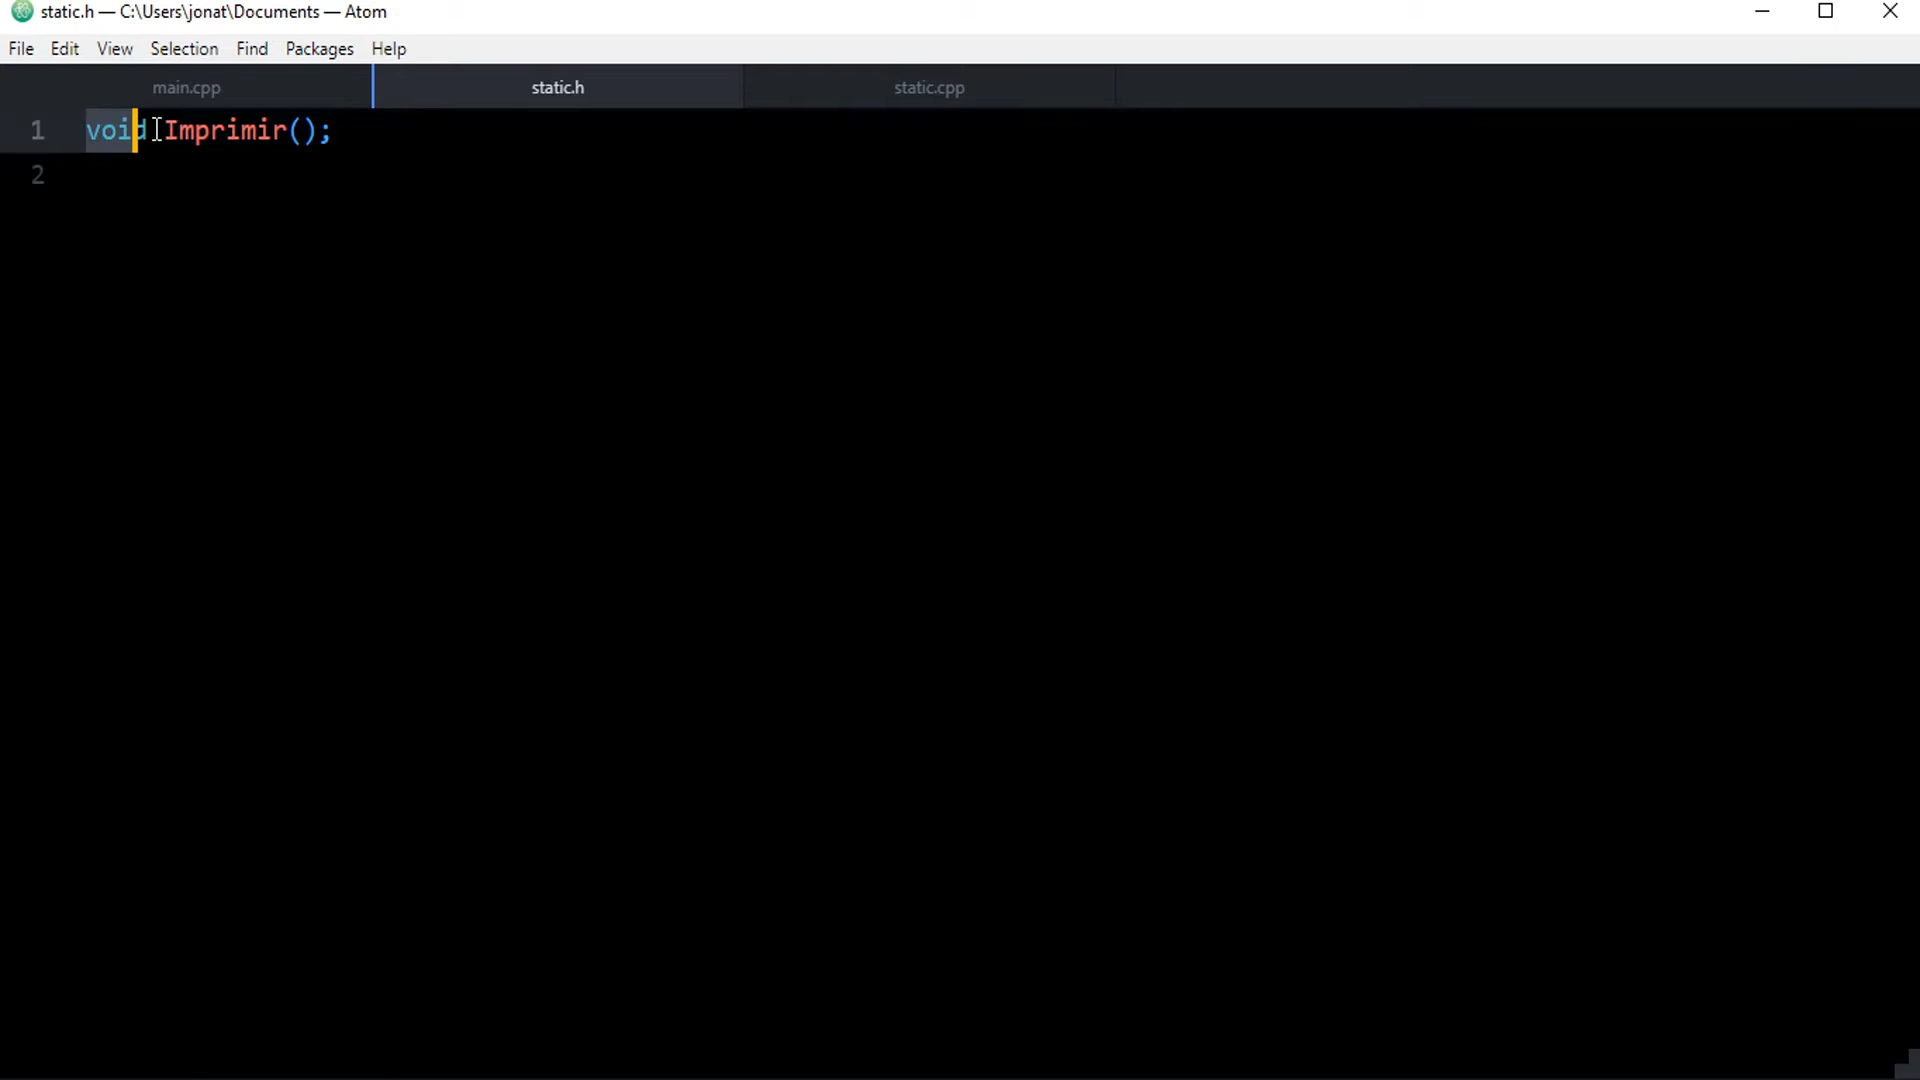 static.h — C:\Users\jonat\Documents — Atom
File Edit View Selection Find Packages Help
main.cpp static.h static.cpp
1 void Imprimir();
2